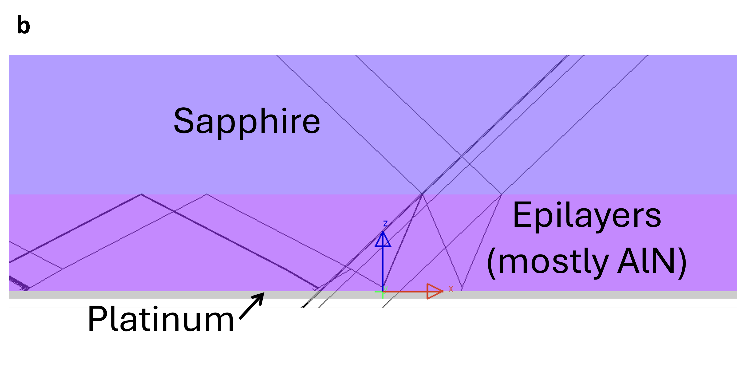 b
Sapphire
Epilayers
(mostly AlN)
z
x
Platinum